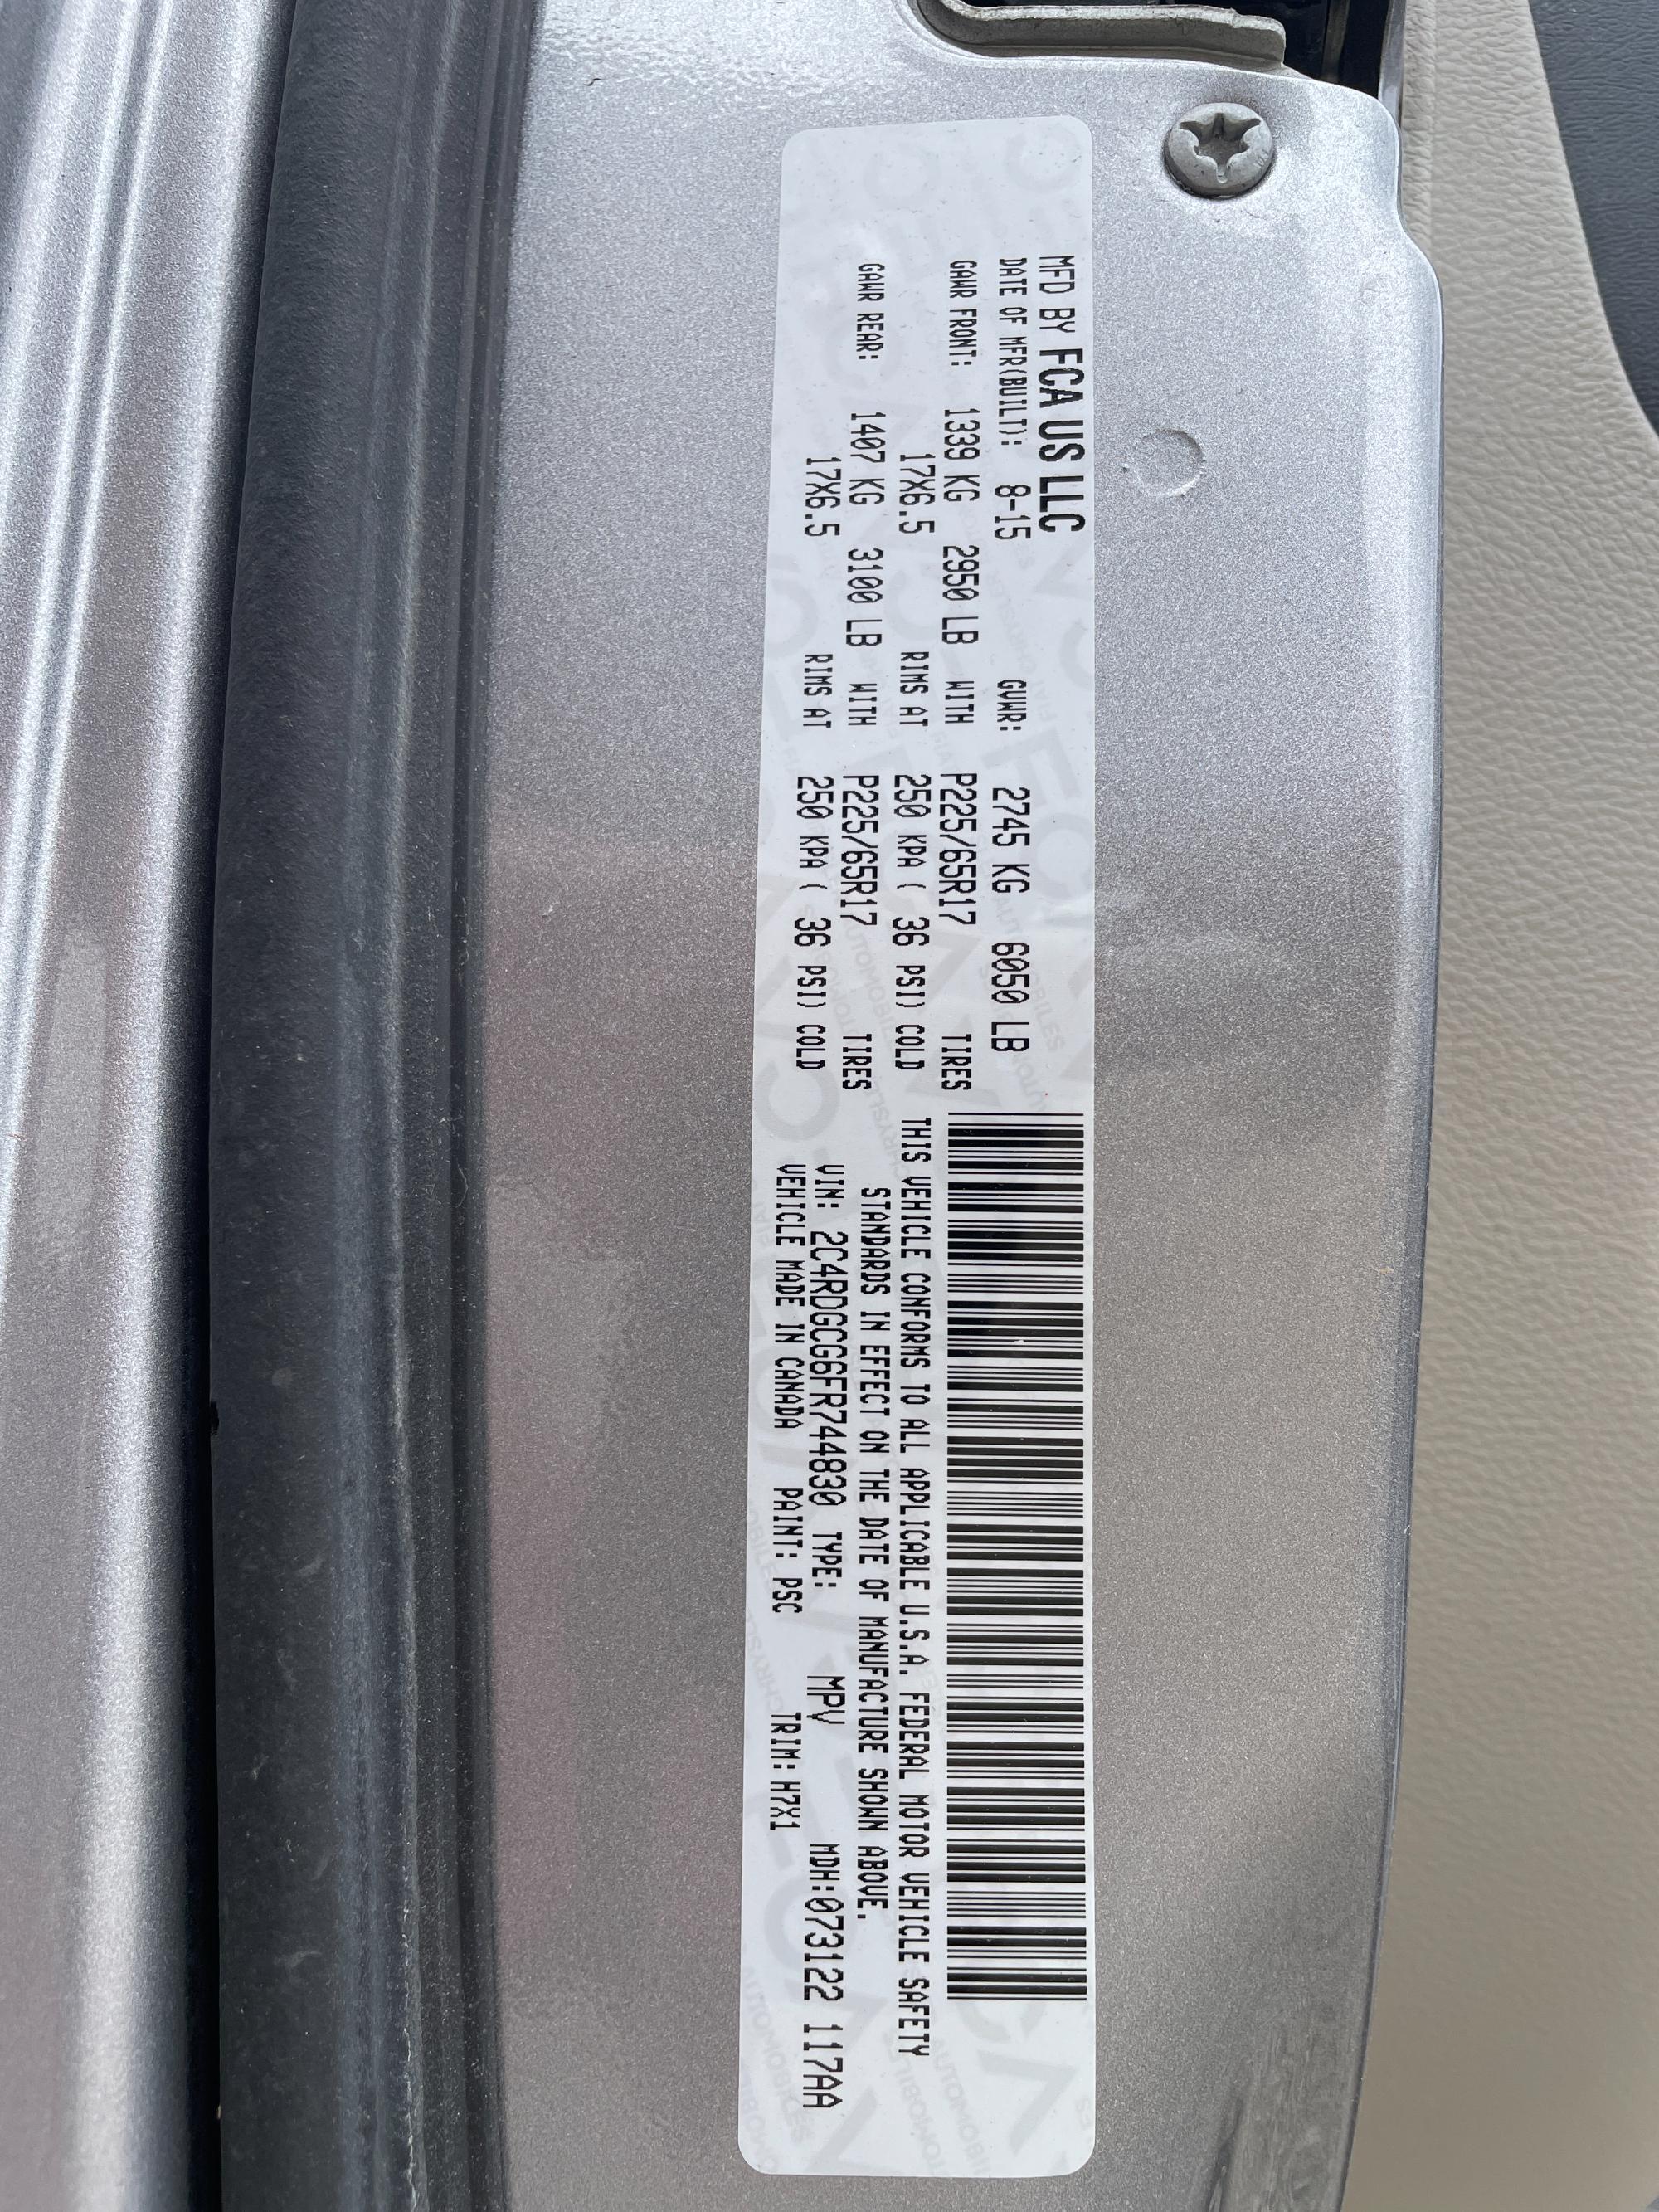 MFD BY FCA US LLC
DATE OF MFR(BUILT): 8-15 GVWR: 2745 KG 6050 LB
GAWR FRONT: 1339 KG 2950 LB WITH P225/65R17 TIRES
17X6.5 RIMS AT 250 KPA ( 36 PSI) COLD
GAWR REAR: 1407 KG 3100 LB WITH P225/65R17 TIRES
17X6.5 RIMS AT 250 KPA ( 36 PSI) COLD
THIS VEHICLE CONFORMS TO ALL APPLICABLE U.S.A. FEDERAL MOTOR VEHICLE SAFETY
STANDARDS IN EFFECT ON THE DATE OF MANUFACTURE SHOWN ABOVE.
VIN: 2C4RDGCG6FR744830 TYPE: MPV MDH:073122 117AA
VEHICLE MADE IN CANADA PAINT: PSC TRIM: H7X1